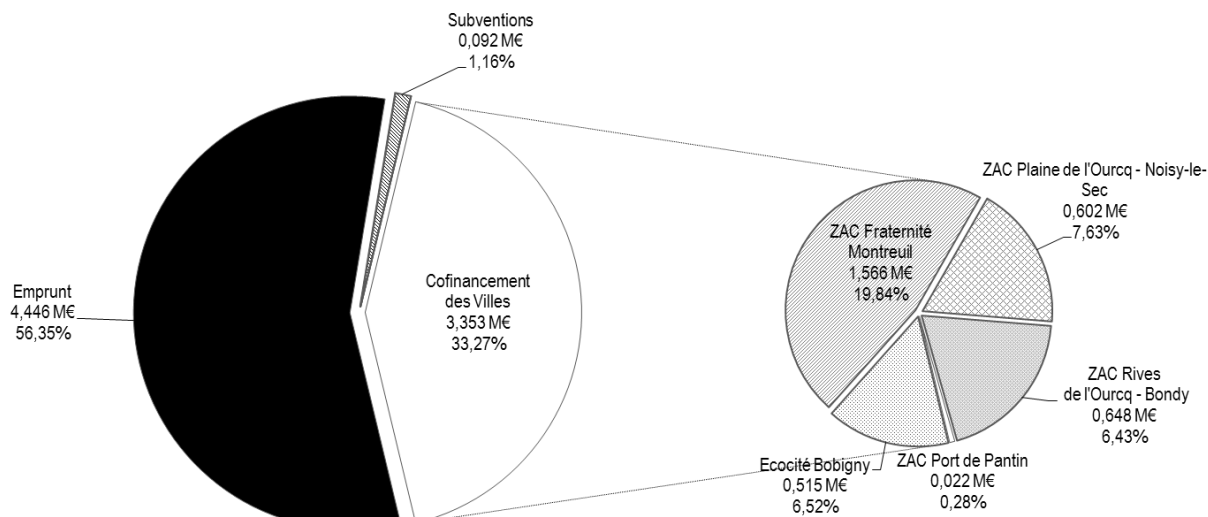 Subventions
0,092 M€
1,16%
Emprunt
4,446 M€
56,35%
Cofinancement
des Villes
3,353 M€
33,27%
ZAC Fraternité
Montreuil
1,566 M€
19,84%
ZAC Plaine de l'Ourcq - Noisy-le-
Sec
0,602 M€
7,63%
ZAC Rives
de l'Ourcq - Bondy
0,648 M€
6,43%
ZAC Port de Pantin
0,022 M€
0,28%
Ecocité Bobigny
0,515 M€
6,52%